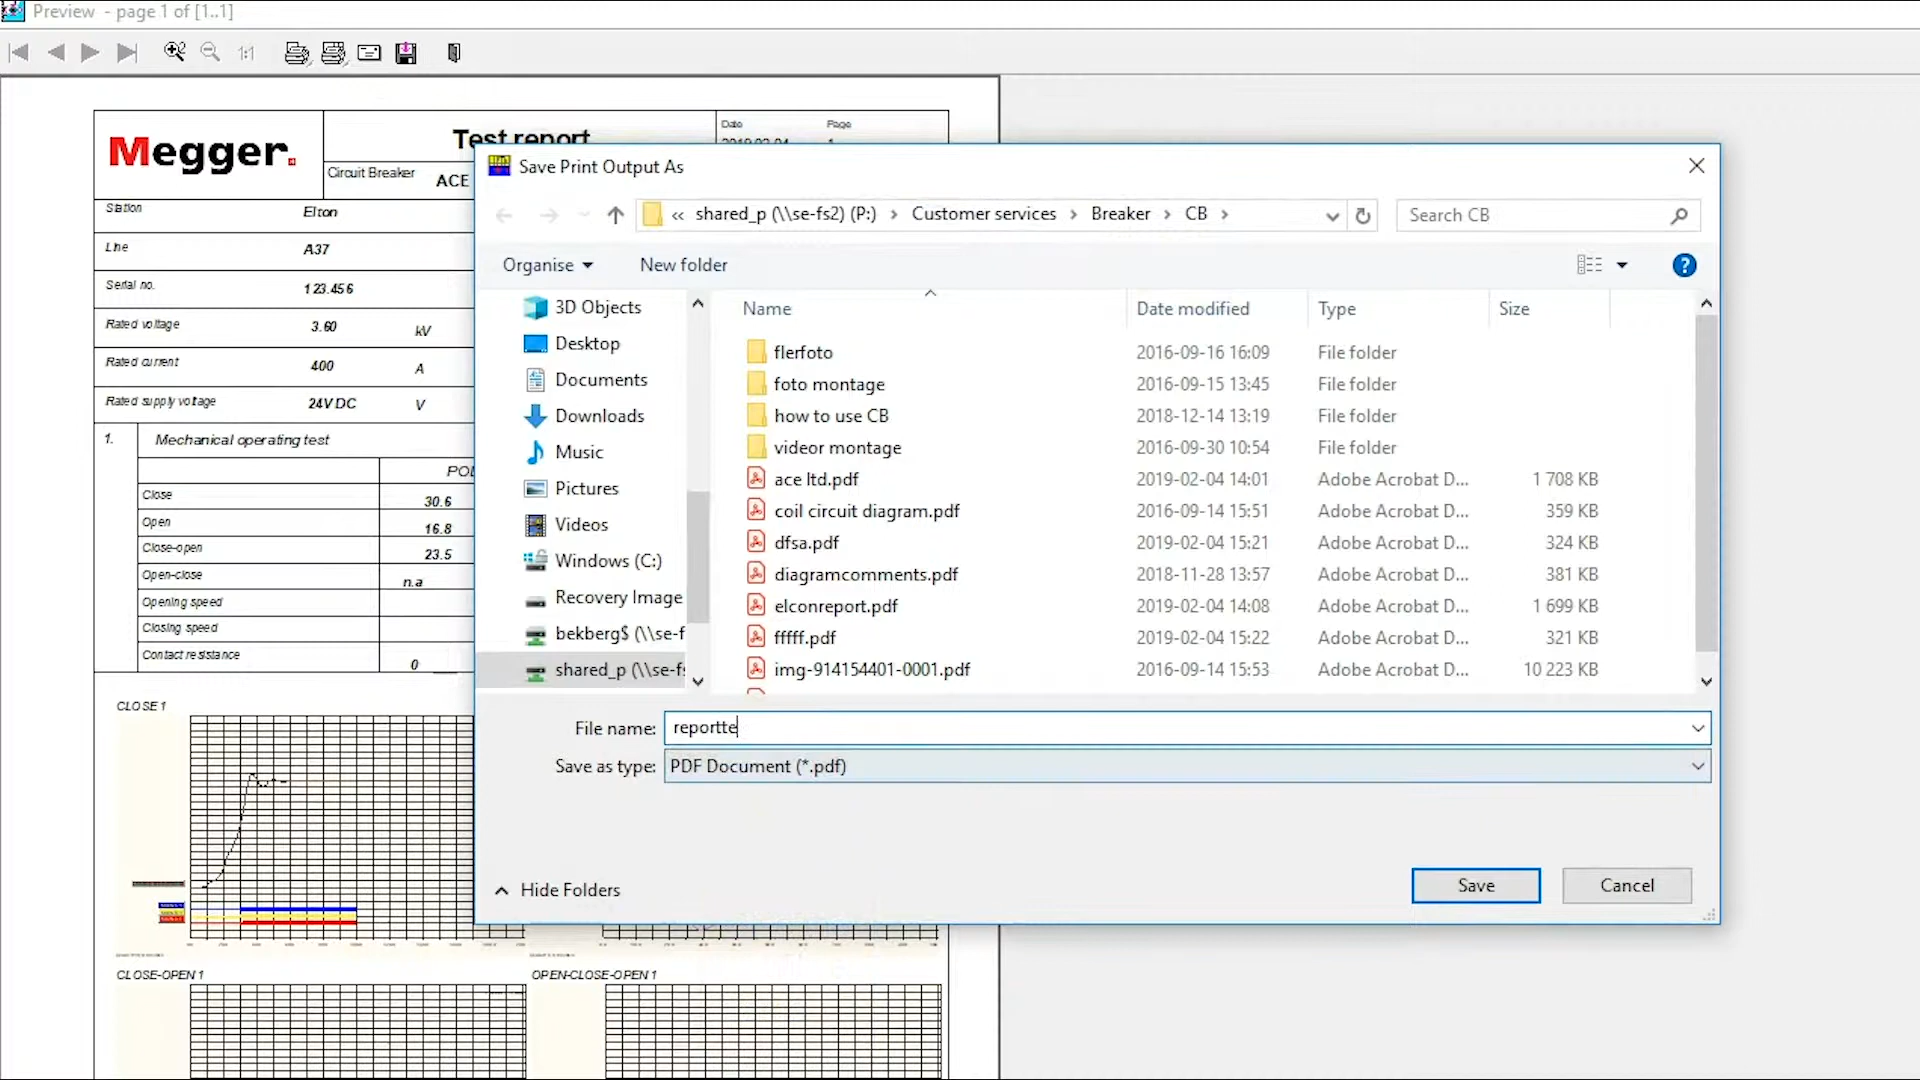 Preview - page 1 of [1..1]
1:1
Megger.
Test report
Date
Page
Circuit Breaker ACE
Station Elton
Line A37
Serial no. 123.456
Rated voltage 3.60 kV
Rated current 400 A
Rated supply voltage 24V DC V
1. Mechanical operating test
Close 30.6
Open 16.8
Close-open 23.5
Open-close n.a
Opening speed
Closing speed
Contact resistance 0
CLOSE 1
CLOSE-OPEN 1
OPEN-CLOSE-OPEN 1
Save Print Output As
« shared_p (\\se-fs2) (P:) › Customer services › Breaker › CB ›
Search CB
Organise
New folder
3D Objects
Desktop
Documents
Downloads
Music
Pictures
Videos
Windows (C:)
Recovery Image
bekberg$ (\\se-f
shared_p (\\se-fs
Name Date modified Type Size
flerfoto 2016-09-16 16:09 File folder
foto montage 2016-09-15 13:45 File folder
how to use CB 2018-12-14 13:19 File folder
videor montage 2016-09-30 10:54 File folder
ace ltd.pdf 2019-02-04 14:01 Adobe Acrobat D... 1 708 KB
coil circuit diagram.pdf 2016-09-14 15:51 Adobe Acrobat D... 359 KB
dfsa.pdf 2019-02-04 15:21 Adobe Acrobat D... 324 KB
diagramcomments.pdf 2018-11-28 13:57 Adobe Acrobat D... 381 KB
elconreport.pdf 2019-02-04 14:08 Adobe Acrobat D... 1 699 KB
fffff.pdf 2019-02-04 15:22 Adobe Acrobat D... 321 KB
img-914154401-0001.pdf 2016-09-14 15:53 Adobe Acrobat D... 10 223 KB
File name: reportte
Save as type: PDF Document (*.pdf)
Hide Folders
Save
Cancel